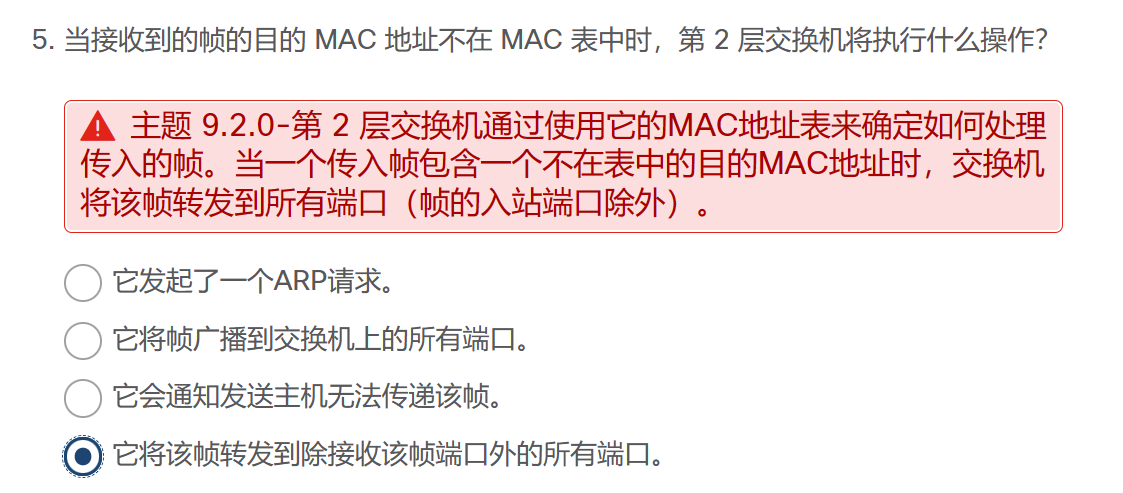 5. 当接收到的帧的目的 MAC 地址不在 MAC 表中时，第 2 层交换机将执行什么操作？
主题 9.2.0-第 2 层交换机通过使用它的MAC地址表来确定如何处理
传入的帧。当一个传入帧包含一个不在表中的目的MAC地址时，交换机
将该帧转发到所有端口（帧的入站端口除外）。
它发起了一个ARP请求。
它将帧广播到交换机上的所有端口。
它会通知发送主机无法传递该帧。
它将该帧转发到除接收该帧端口外的所有端口。